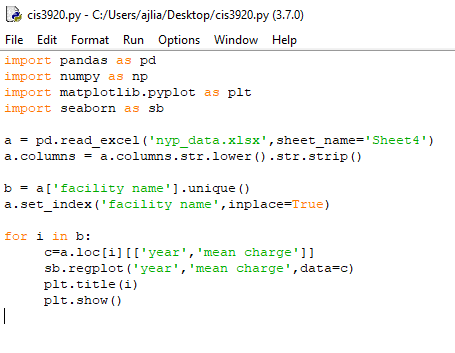 cis3920.py - C:/Users/ajlia/Desktop/cis3920.py (3.7.0)
File Edit Format Run Options Window Help
import pandas as pd
import numpy as np
import matplotlib.pyplot as plt
import seaborn as sb
a = pd.read_excel('nyp_data.xlsx',sheet_name='Sheet4')
a.columns = a.columns.str.lower().str.strip()
b = a['facility name'].unique()
a.set_index('facility name',inplace=True)
for i in b:
    c=a.loc[i][['year','mean charge']]
    sb.regplot('year','mean charge',data=c)
    plt.title(i)
    plt.show()